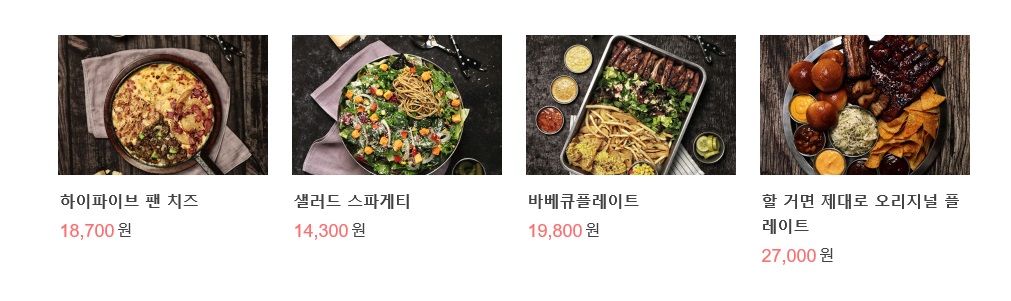 하이파이브 팬 치즈
18,700 원
샐러드 스파게티
14,300 원
바베큐플레이트
19,800 원
할 거면 제대로 오리지널 플
레이트
27,000 원